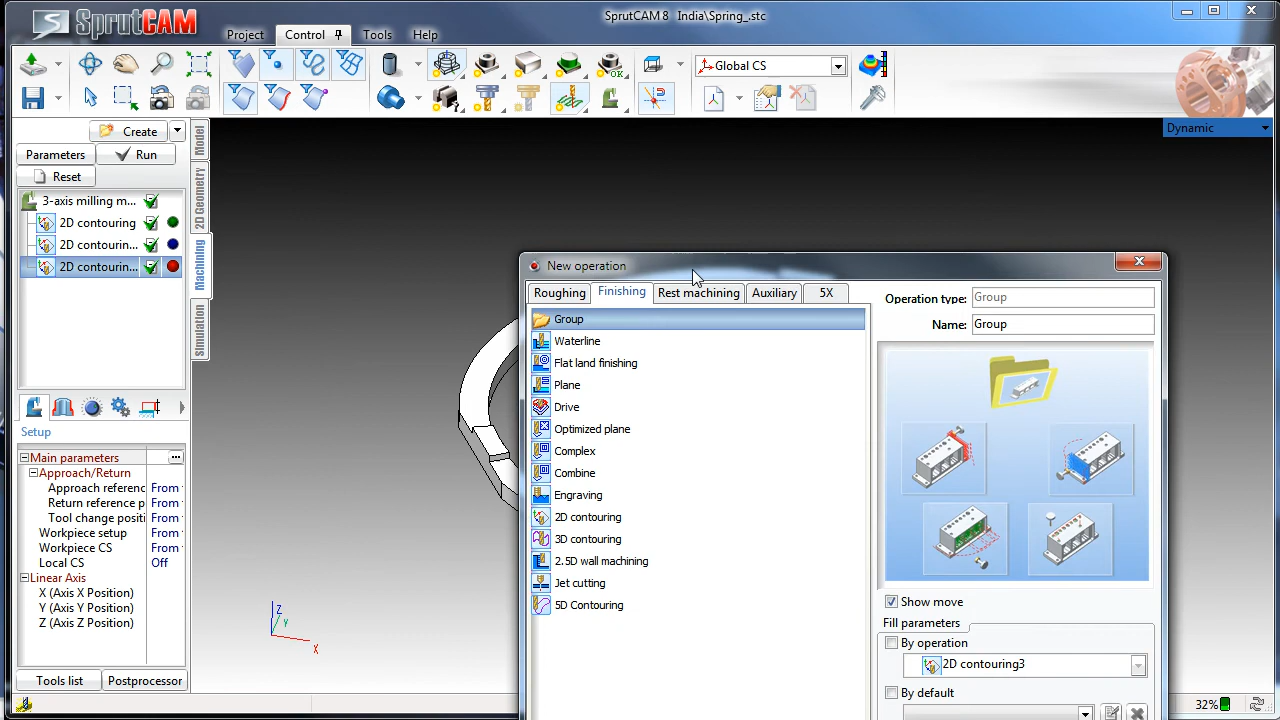 SprutCAM
SprutCAM 8 India\Spring_.stc
Project
Control
Tools
Help
Global CS
OK
Dynamic
Create
Parameters
Run
Reset
3-axis milling m...
2D contouring
2D contourin...
2D contourin...
Model
2D Geometry
Machining
Simulation
Setup
Main parameters
Approach/Return
Approach referenc From
Return reference p From
Tool change positi From
Workpiece setup From
Workpiece CS From
Local CS Off
Linear Axis
X (Axis X Position)
Y (Axis Y Position)
Z (Axis Z Position)
Tools list
Postprocessor
Z
Y
X
New operation
Roughing
Finishing
Rest machining
Auxiliary
5X
Group
Waterline
Flat land finishing
Plane
Drive
Optimized plane
Complex
Combine
Engraving
2D contouring
3D contouring
2.5D wall machining
Jet cutting
5D Contouring
Operation type: Group
Name: Group
Show move
Fill parameters
By operation
2D contouring3
By default
32%